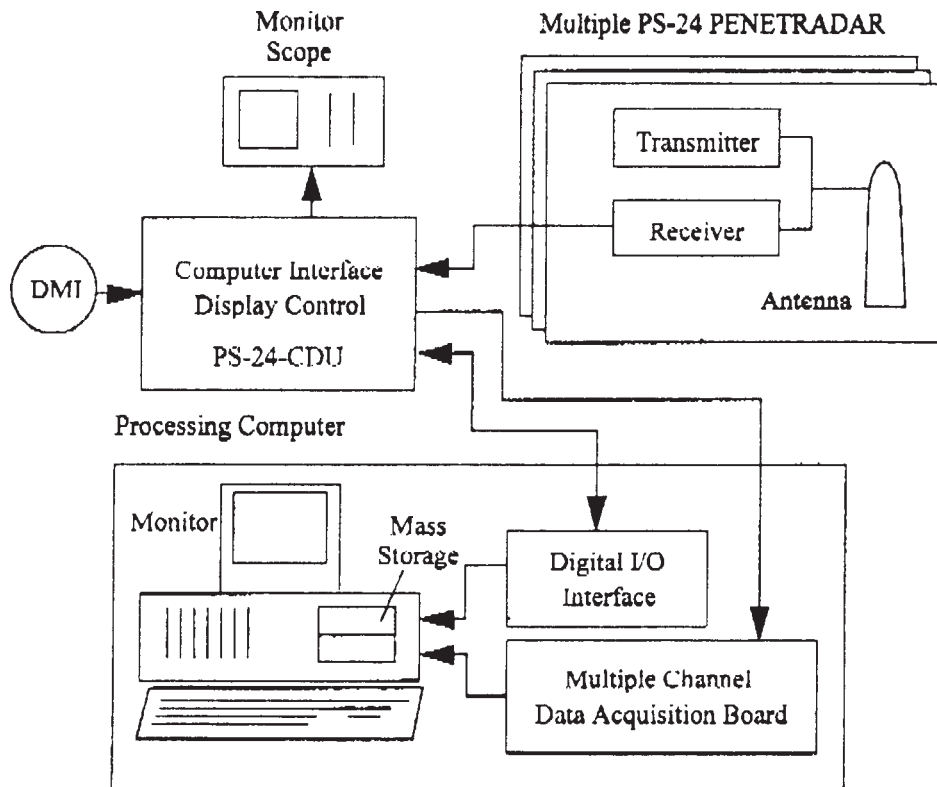 Monitor
Scope
Multiple PS-24 PENETRADAR
Transmitter
Receiver
Antenna
DMI
Computer Interface
Display Control
PS-24-CDU
Processing Computer
Monitor
Mass
Storage
Digital I/O
Interface
Multiple Channel
Data Acquisition Board